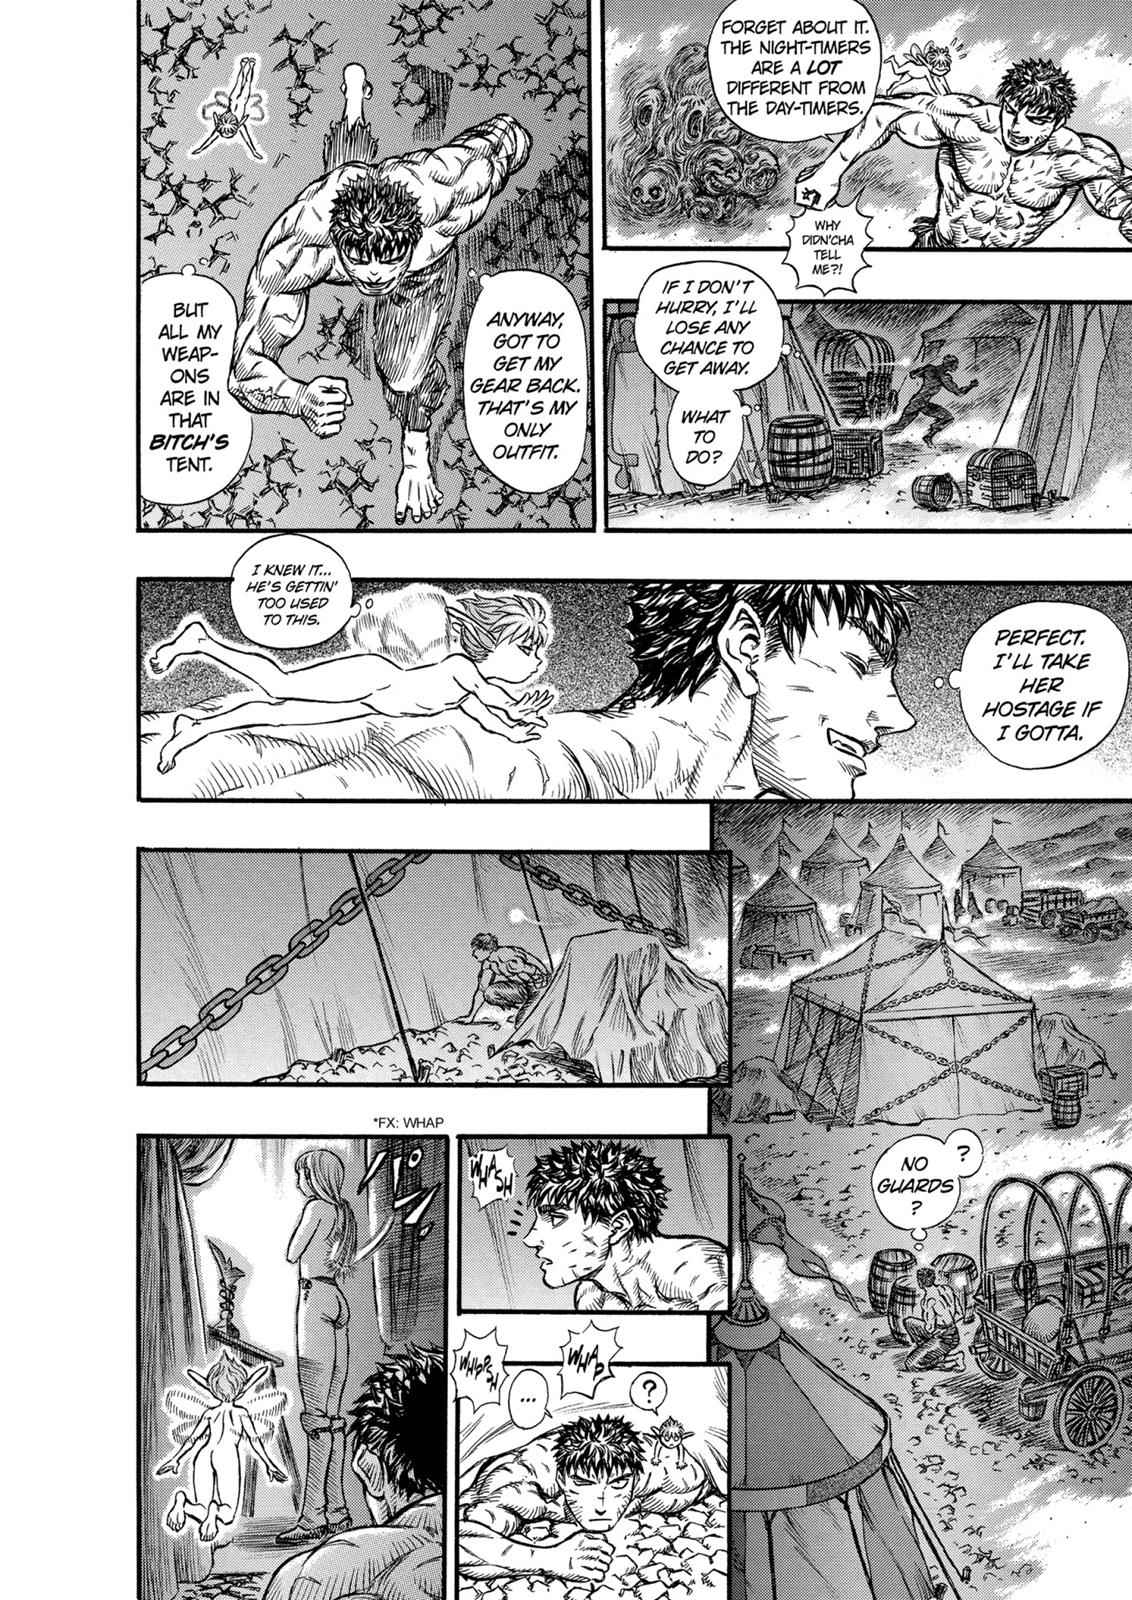 FORGET ABOUT IT.
THE NIGHT-TIMERS
ARE A LOT
DIFFERENT FROM
THE DAY-TIMERS.
WHY
DIDN'CHA
TELL
ME?!
IF I DON'T
HURRY, I'LL
LOSE ANY
CHANCE TO
GET AWAY.
WHAT
TO
DO?
ANYWAY,
GOT TO
GET MY
GEAR BACK.
THAT'S MY
ONLY
OUTFIT.
BUT
ALL MY
WEAP-
ONS
ARE IN
THAT
BITCH'S
TENT.
PERFECT.
I'LL TAKE
HER
HOSTAGE IF
I GOTTA.
I KNEW IT...
HE'S GETTIN'
TOO USED
TO THIS.
?
NO
GUARDS
?
WHASH
?
WHAP
...
WHIPSSH
*FX: WHAP